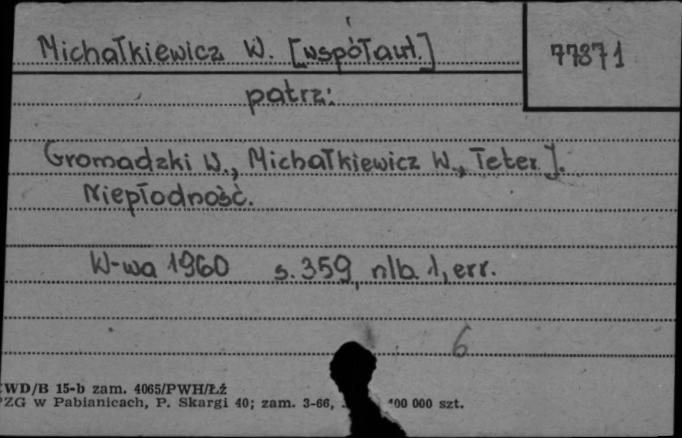 Michałkiewicz W. [współaut.]
77871
patrz:
Gromadzki W., Michałkiewicz W., Teter J.
Niepłodność.
W-wa 1960 s. 359, nlb. 1, err.
6
WD/B 15-b zam. 4065/PWH/Łź
PZG w Pabianicach, P. Skargi 40; zam. 3-66, 00 000 szt.